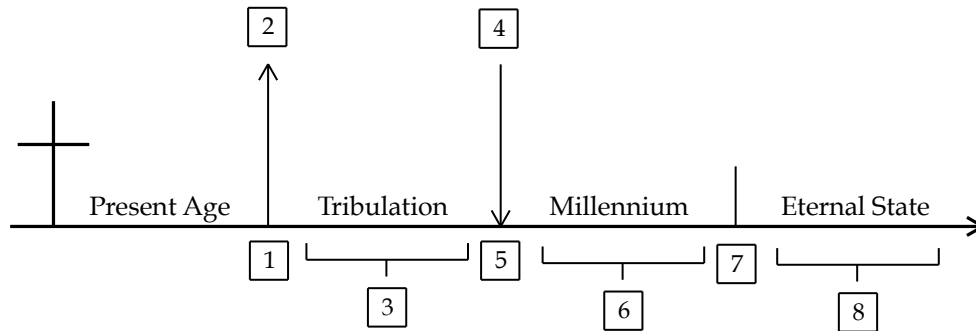 2
4
Present Age
Tribulation
Millennium
Eternal State
1
5
7
3
6
8